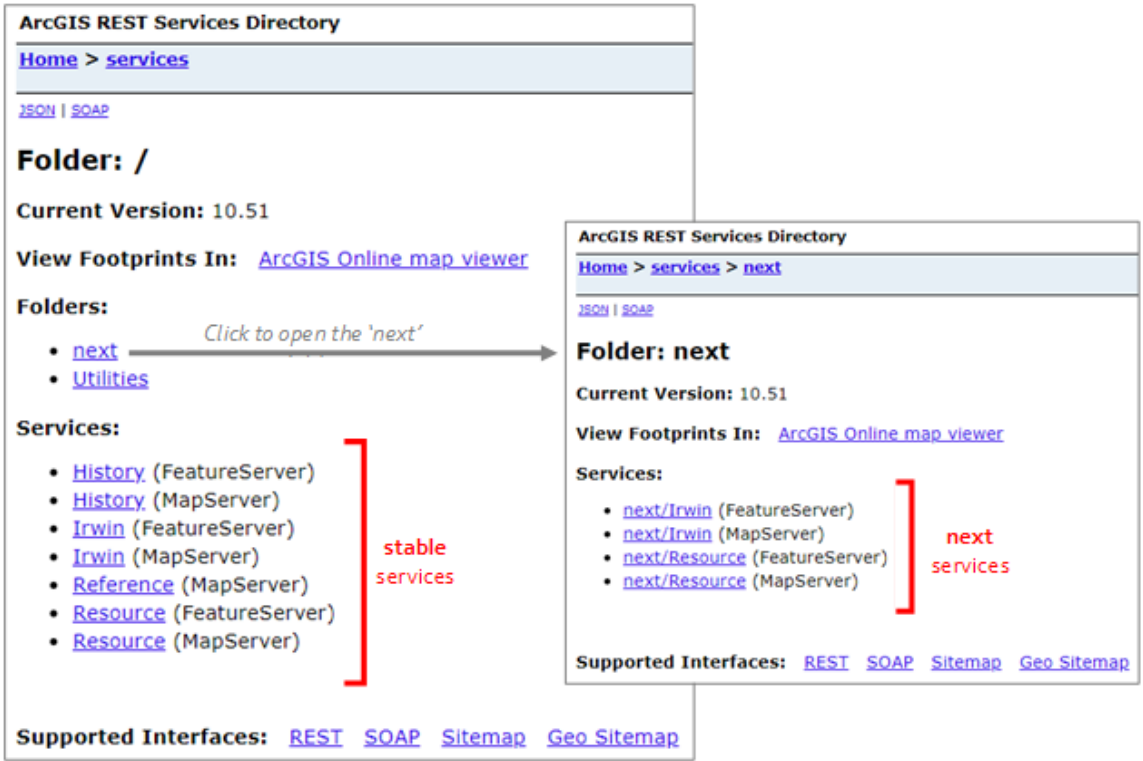 ArcGIS REST Services Directory
Home > services
JSON | SOAP
Folder: /
Current Version: 10.51
View Footprints In: ArcGIS Online map viewer
Folders:
• next
Click to open the 'next'
• Utilities
Services:
• History (FeatureServer)
• History (MapServer)
• Irwin (FeatureServer)
• Irwin (MapServer)
• Reference (MapServer)
• Resource (FeatureServer)
• Resource (MapServer)
stable
services
Supported Interfaces: REST SOAP Sitemap Geo Sitemap
ArcGIS REST Services Directory
Home > services > next
JSON | SOAP
Folder: next
Current Version: 10.51
View Footprints In: ArcGIS Online map viewer
Services:
• next/Irwin (FeatureServer)
• next/Irwin (MapServer)
• next/Resource (FeatureServer)
• next/Resource (MapServer)
next
services
Supported Interfaces: REST SOAP Sitemap Geo Sitemap